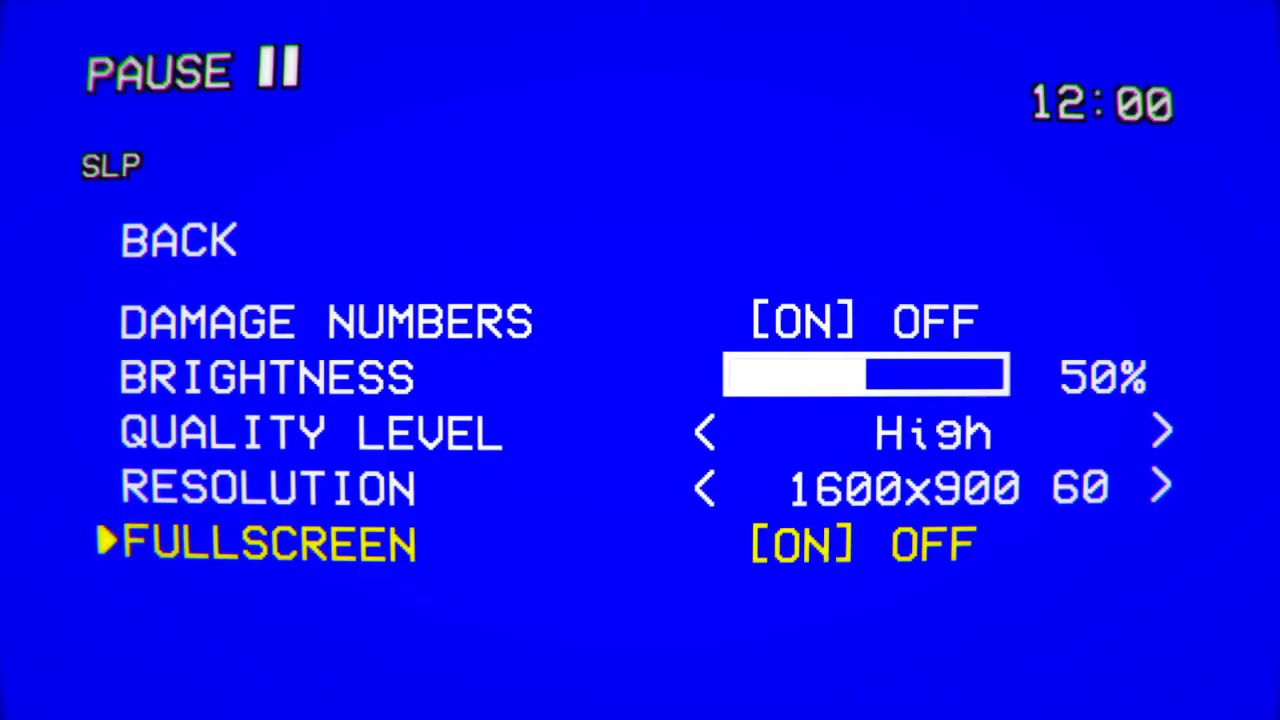 PAUSE
12:00
SLP
BACK
DAMAGE NUMBERS [ON] OFF
BRIGHTNESS 50%
QUALITY LEVEL < High >
RESOLUTION < 1600x900 60 >
FULLSCREEN [ON] OFF